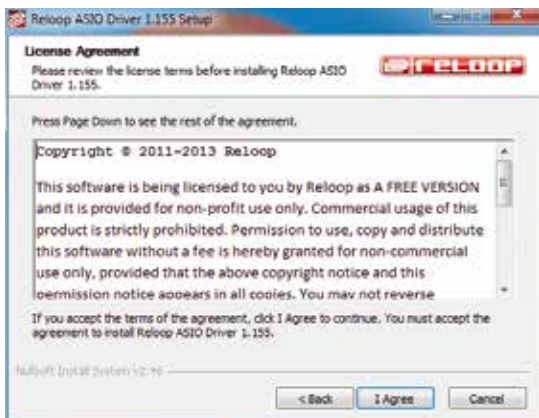 Reloop ASIO Driver 1.155 Setup
License Agreement
Please review the license terms before installing Reloop ASIO
Driver 1.155.
reloop
Press Page Down to see the rest of the agreement.
Copyright © 2011-2013 Reloop
This software is being licensed to you by Reloop as A FREE VERSION
and it is provided for non-profit use only. Commercial usage of this
product is strictly prohibited. Permission to use, copy and distribute
this software without a fee is hereby granted for non-commercial
use only, provided that the above copyright notice and this
permission notice appears in all copies. You may not reverse
If you accept the terms of the agreement, click I Agree to continue. You must accept the
agreement to install Reloop ASIO Driver 1.155.
Nullsoft Install System v2.46
< Back
I Agree
Cancel